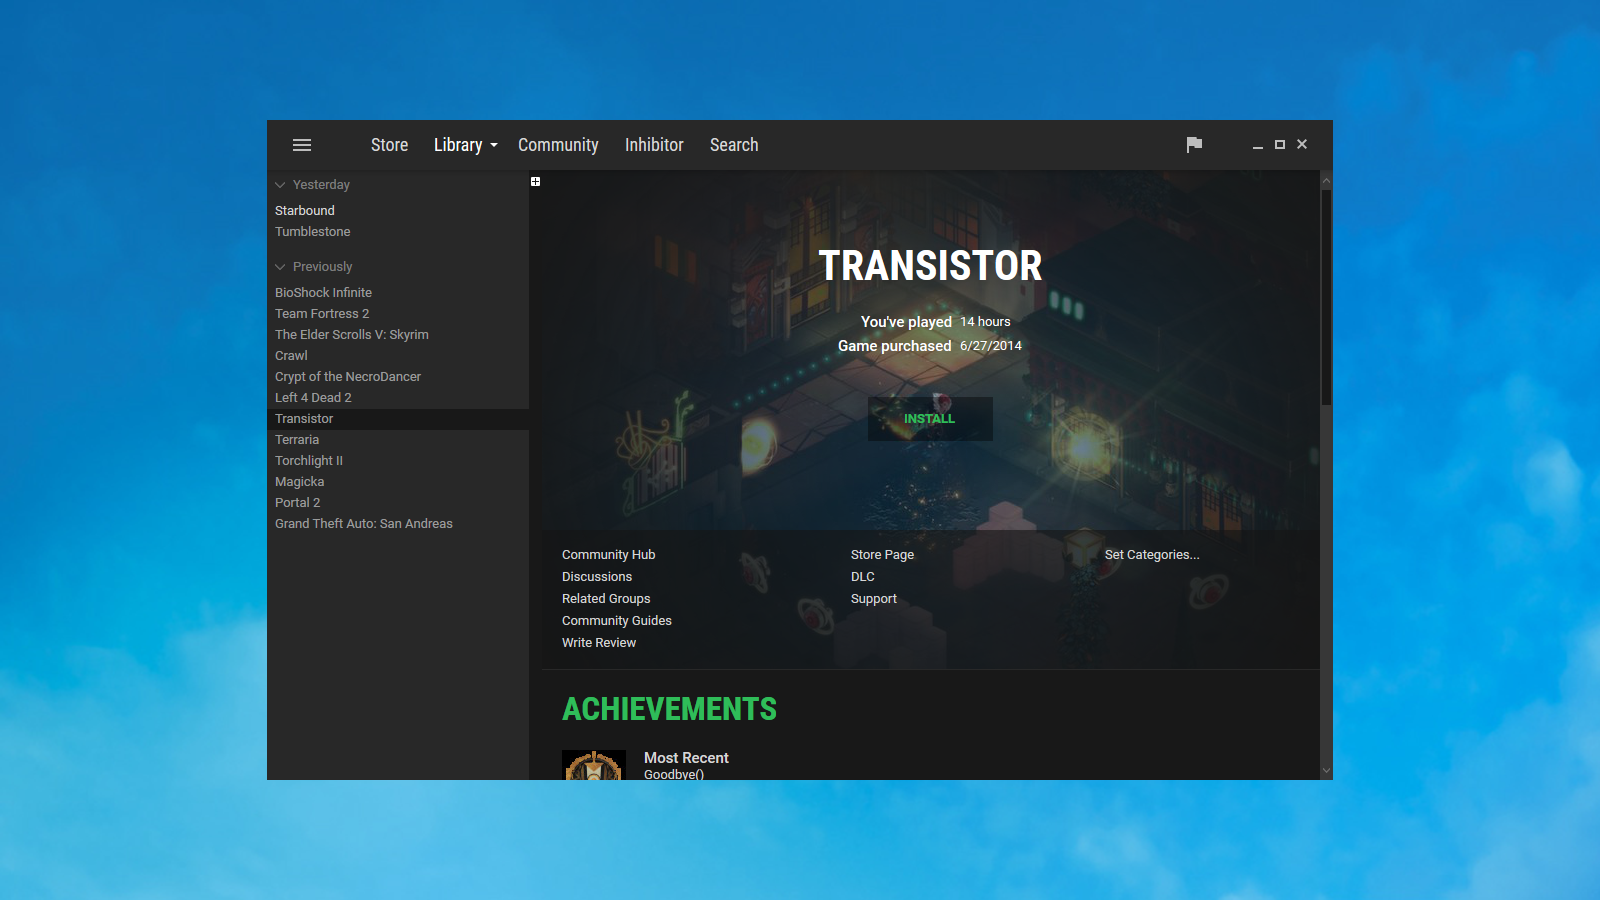 Store Library Community Inhibitor Search
Yesterday
Starbound
Tumblestone
Previously
BioShock Infinite
Team Fortress 2
The Elder Scrolls V: Skyrim
Crawl
Crypt of the NecroDancer
Left 4 Dead 2
Transistor
Terraria
Torchlight II
Magicka
Portal 2
Grand Theft Auto: San Andreas
TRANSISTOR
You've played 14 hours
Game purchased 6/27/2014
INSTALL
Community Hub
Discussions
Related Groups
Community Guides
Write Review
Store Page
DLC
Support
Set Categories...
ACHIEVEMENTS
Most Recent
Goodbye()